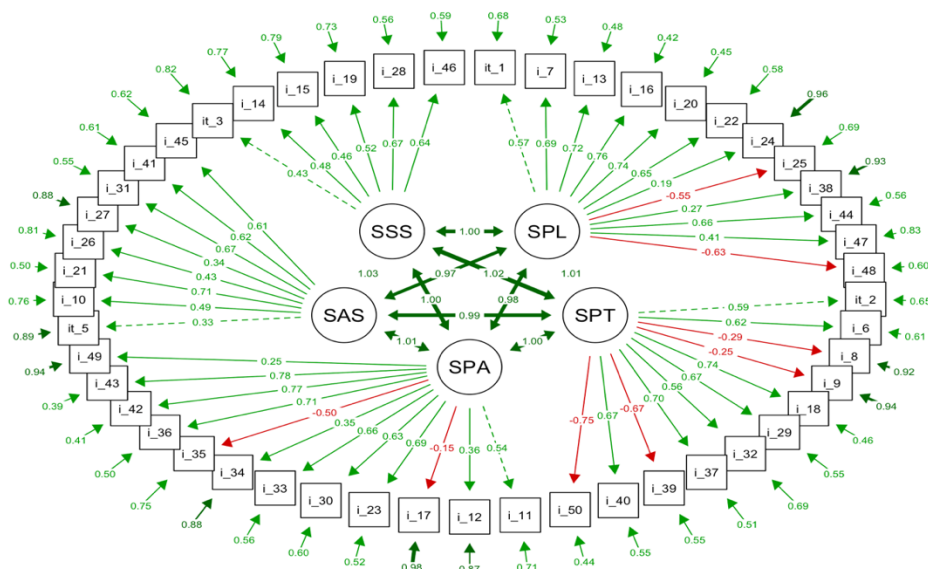 0.73 0.56 0.59 0.68 0.53 0.48
0.79 0.42
0.77 0.45
0.82 0.58
0.62 0.96
0.61 0.69
0.55 0.93
0.88 0.56
0.81 0.83
0.50 0.60
0.76 0.65
0.89 0.61
0.94 0.92
0.39 0.94
0.41 0.46
0.50 0.55
0.75 0.69
0.88 0.51
0.56 0.55
0.60 0.55
0.52 0.98 0.87 0.71 0.44
i_19 i_28 i_46 it_1 i_7 i_13
i_15 i_16
i_14 i_20
it_3 i_22
i_45 i_24
i_41 i_25
i_31 i_38
i_27 i_44
i_26 i_47
i_21 i_48
i_10 it_2
it_5 i_6
i_49 i_8
i_43 i_9
i_42 i_18
i_36 i_29
i_35 i_32
i_34 i_37
i_33 i_39
i_30 i_40
i_23 i_17 i_12 i_11 i_50
0.43 0.48 0.46 0.52 0.67 0.64
0.57 0.69 0.72 0.76 0.74 0.65 0.19 -0.55 0.27 0.66 0.41 -0.63
SSS 1.00 SPL
1.03 0.97 1.02 1.01
1.00 0.98
0.61 0.62 0.67 0.34 0.43 0.71 0.49 0.33
SAS 0.99 SPT
1.01 1.00
SPA
0.59 0.62 -0.29 -0.25 0.74 0.67 0.56 0.70 -0.67 0.67 -0.75
0.25 0.78 0.77 0.71 -0.50 0.35 0.66 0.63 0.69 -0.15 0.36 0.54